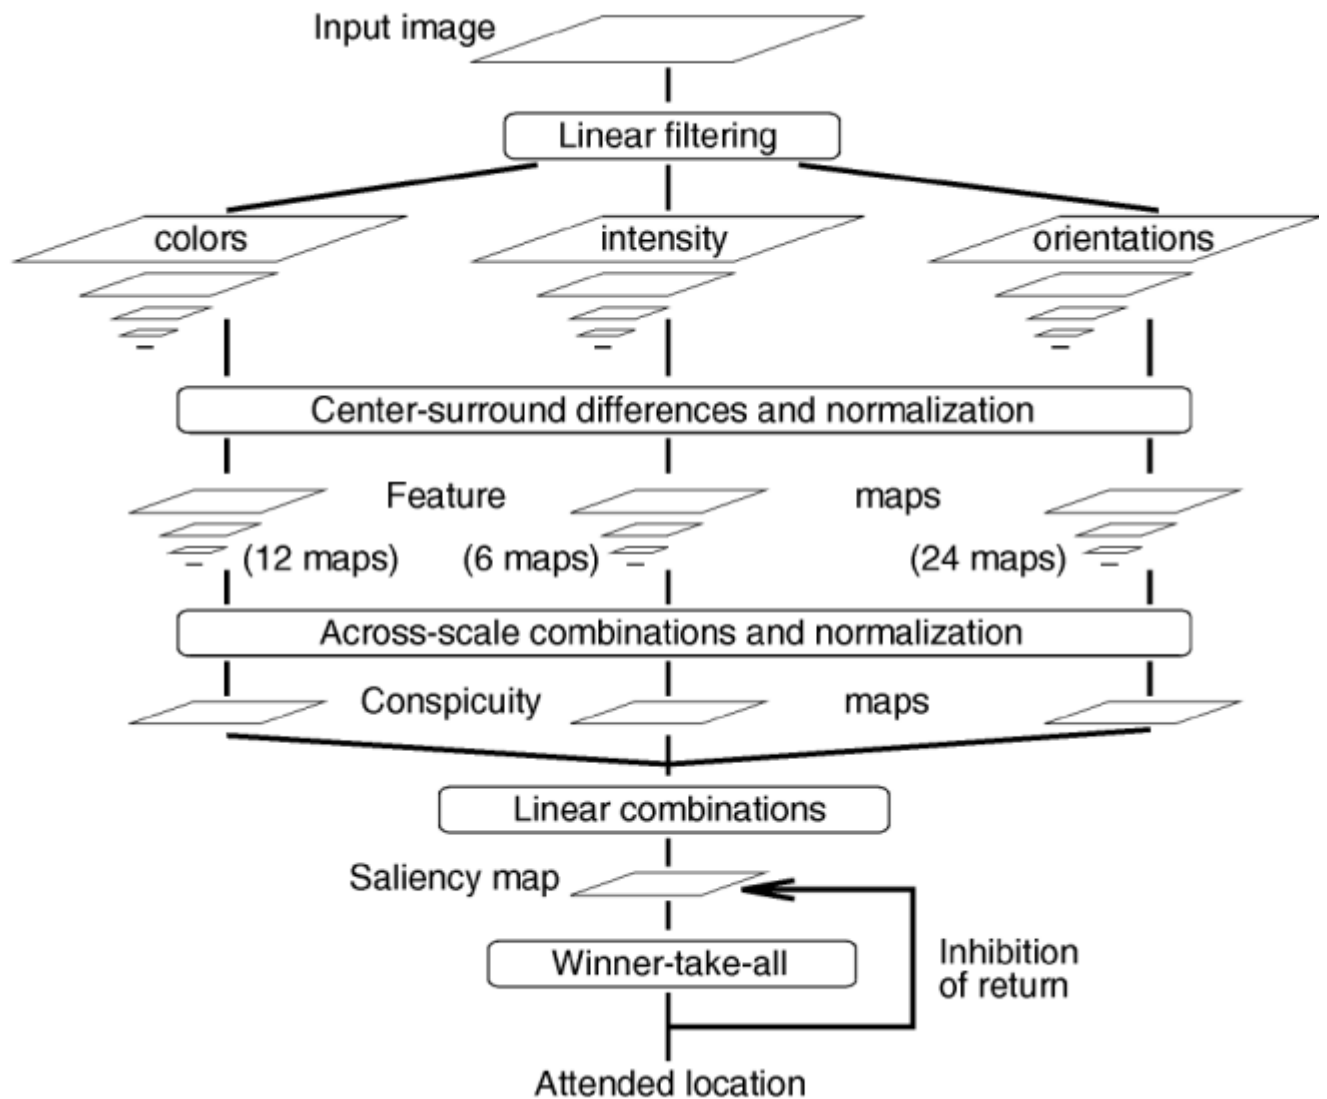 Input image
Linear filtering
colors
intensity
orientations
Center-surround differences and normalization
Feature maps
(12 maps)
(6 maps)
(24 maps)
Across-scale combinations and normalization
Conspicuity maps
Linear combinations
Saliency map
Winner-take-all
Inhibition
of return
Attended location